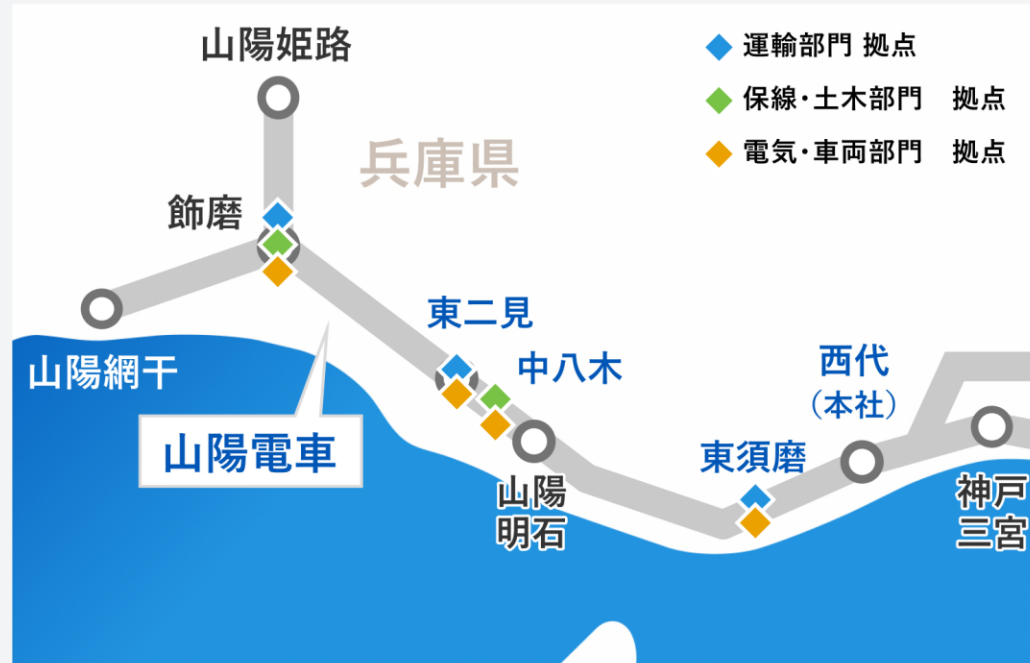 山陽姫路
運輸部門 拠点
保線･土木部門　拠点
電気･車両部門　拠点
兵庫県
飾磨
東二見
中八木
山陽網干
西代
（本社）
山陽電車
東須磨
山陽
明石
神戸
三宮